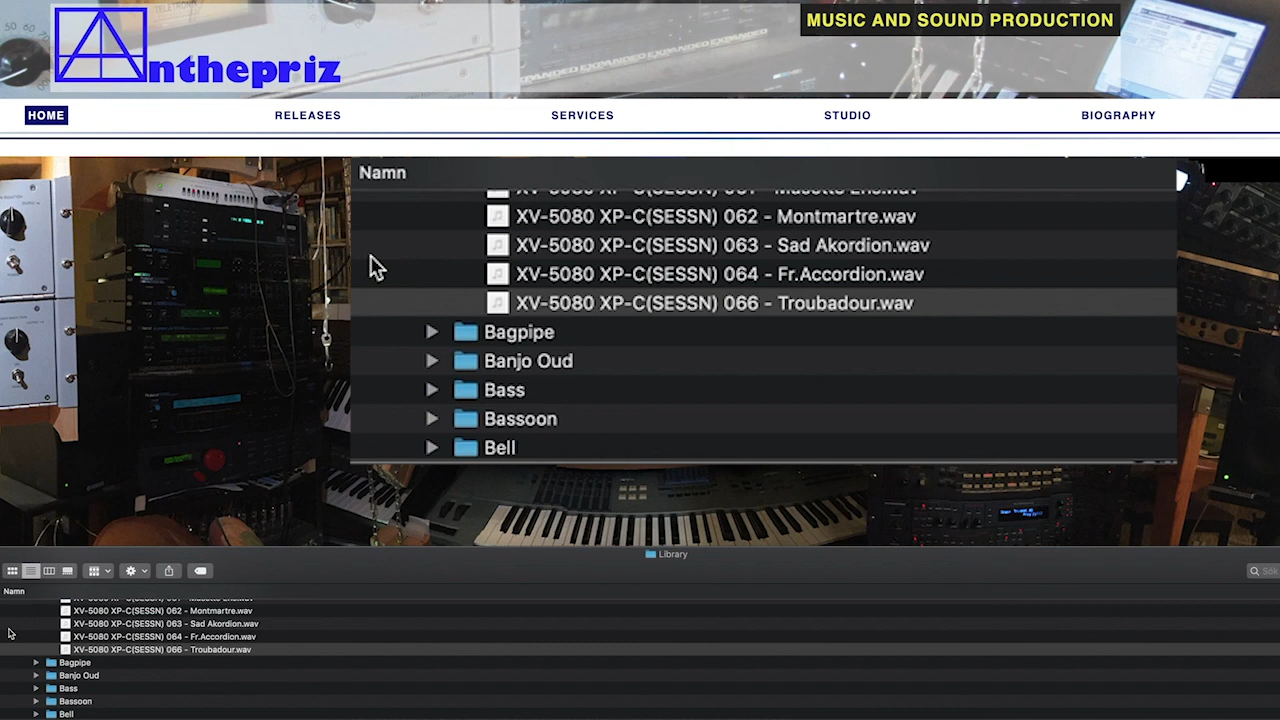 Anthepriz
MUSIC AND SOUND PRODUCTION
HOME
RELEASES
SERVICES
STUDIO
BIOGRAPHY
Namn
XV-5080 XP-C(SESSN) 062 - Montmartre.wav
XV-5080 XP-C(SESSN) 063 - Sad Akordion.wav
XV-5080 XP-C(SESSN) 064 - Fr.Accordion.wav
XV-5080 XP-C(SESSN) 066 - Troubadour.wav
Bagpipe
Banjo Oud
Bass
Bassoon
Bell
Library
Sök
Namn
XV-5080 XP-C(SESSN) 062 - Montmartre.wav
XV-5080 XP-C(SESSN) 063 - Sad Akordion.wav
XV-5080 XP-C(SESSN) 064 - Fr.Accordion.wav
XV-5080 XP-C(SESSN) 066 - Troubadour.wav
Bagpipe
Banjo Oud
Bass
Bassoon
Bell